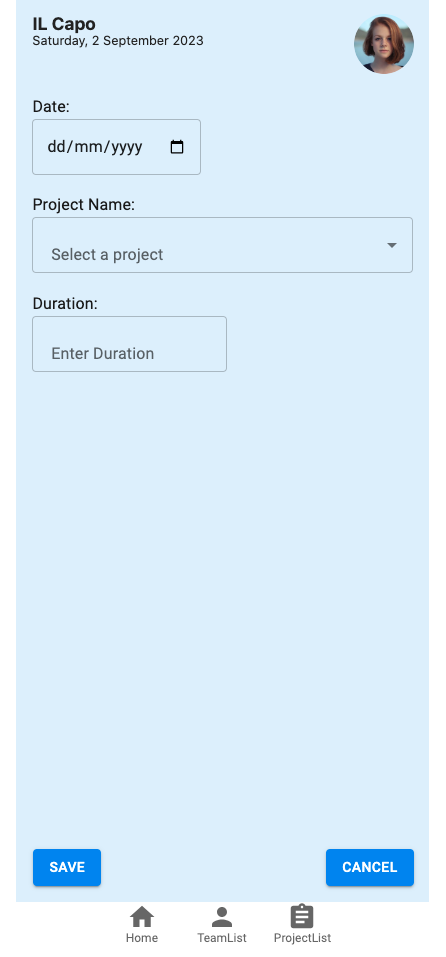 IL Capo
Saturday, 2 September 2023
Date:
dd/mm/yyyy
Project Name:
Select a project
Duration:
Enter Duration
SAVE
CANCEL
Home
TeamList
ProjectList